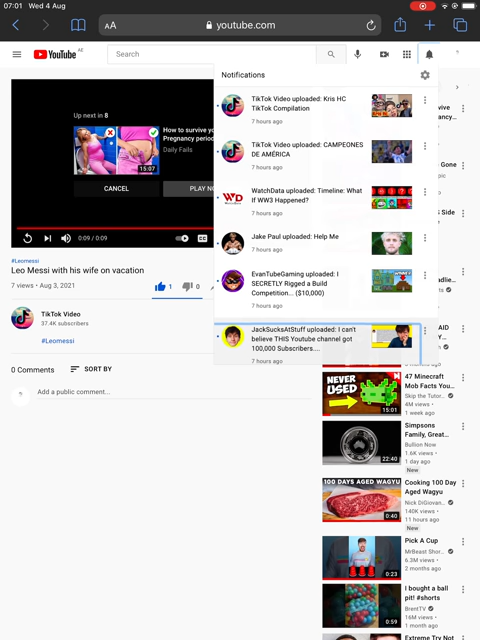 07:01 Wed 4 Aug
AA
youtube.com
YouTube AE
Search
Notifications
TikTok Video uploaded: Kris HC
TikTok Compilation
7 hours ago
TikTok Video uploaded: CAMPEONES
DE AMÉRICA
7 hours ago
WD
WatchData uploaded: Timeline: What
If WW3 Happened?
7 hours ago
Jake Paul uploaded: Help Me
7 hours ago
EvanTubeGaming uploaded: I
SECRETLY Rigged a Build
Competition... ($10,000)
7 hours ago
JackSucksAtStuff uploaded: I can't
believe THIS Youtube channel got
100,000 Subscribers....
7 hours ago
Up next in 8
How to survive yo
Pregnancy period
Daily Fails
15:07
CANCEL
PLAY NO
0:09 / 0:09
#Leomessi
Leo Messi with his wife on vacation
7 views • Aug 3, 2021
1
0
TikTok Video
37.4K subscribers
#Leomessi
0 Comments
SORT BY
Add a public comment...
NEVER
USED
15:01
47 Minecraft
Mob Facts You...
Skip the Tutor...
4M views •
1 week ago
22:40
Simpsons
Family, Great...
Bullion Now
1.6K views •
1 day ago
New
100 DAYS AGED WAGYU
0:40
Cooking 100 Day
Aged Wagyu
Nick DiGiovan...
140K views •
11 hours ago
New
0:23
Pick A Cup
MrBeast Shor...
6.3M views •
2 months ago
0:59
I bought a ball
pit! #shorts
BrentTV
16M views •
1 month ago
Extreme Try Not